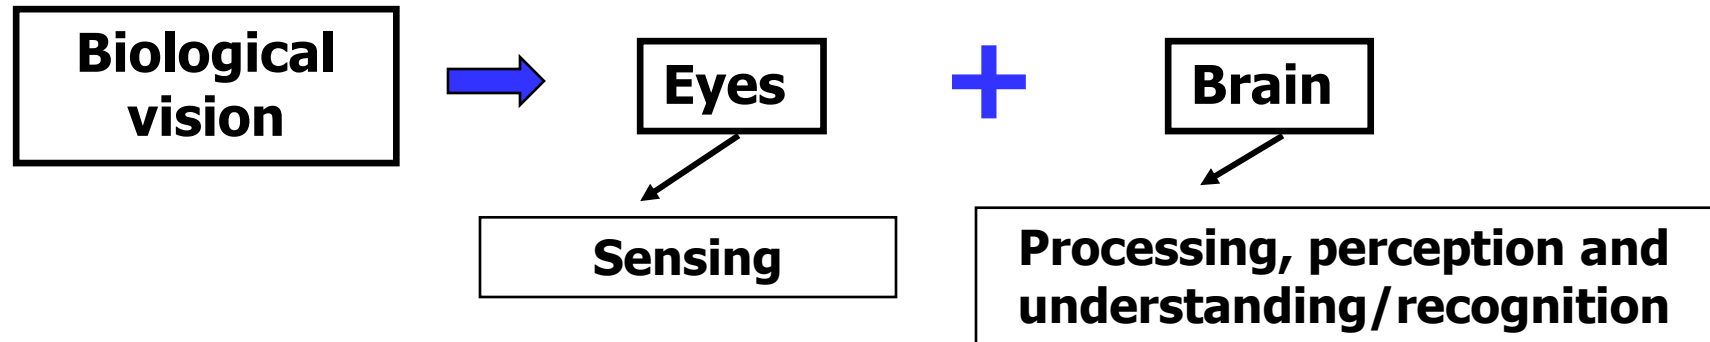 Biological
vision
Eyes
+
Brain
Sensing
Processing, perception and
understanding/recognition